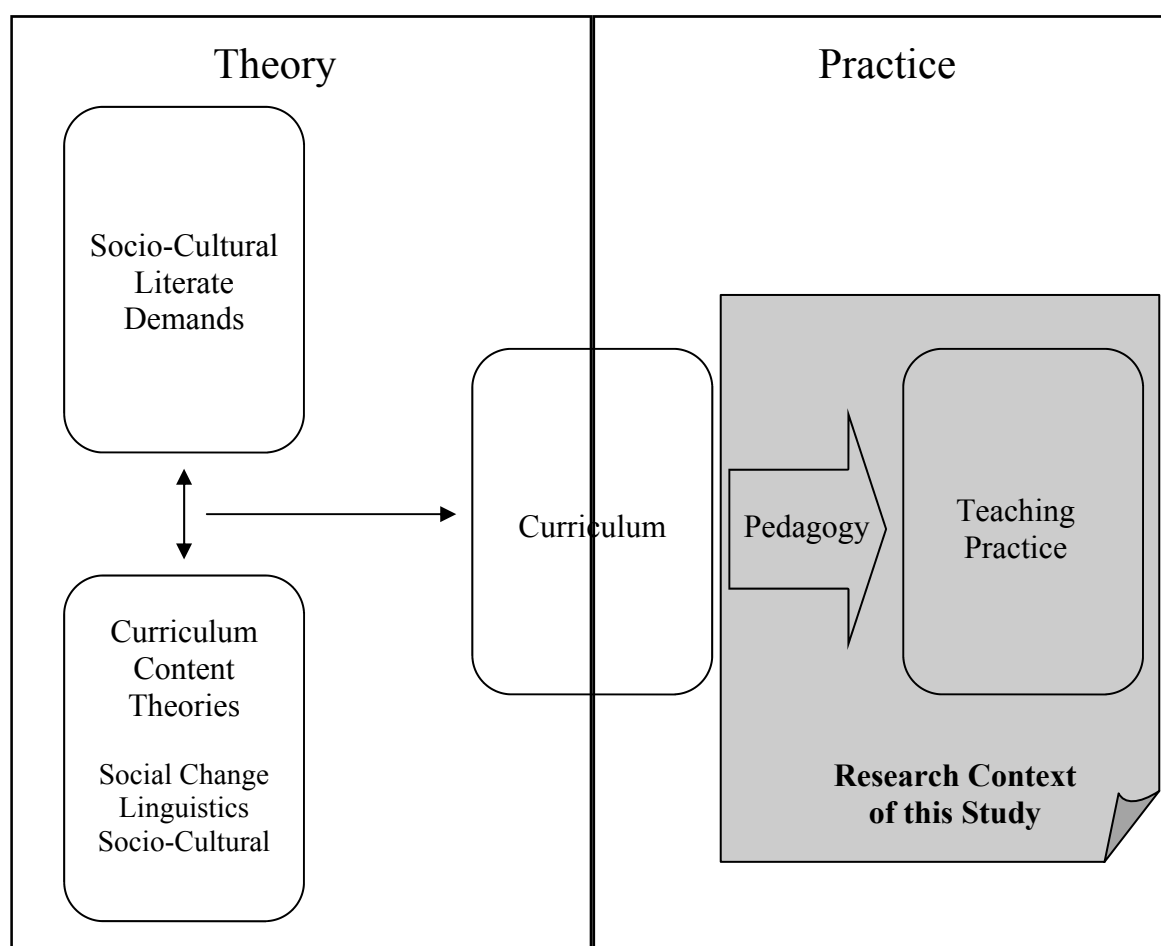 Theory
Practice
Socio-Cultural
Literate
Demands
Curriculum
Pedagogy
Teaching
Practice
Curriculum
Content
Theories
Social Change
Linguistics
Socio-Cultural
Research Context
of this Study